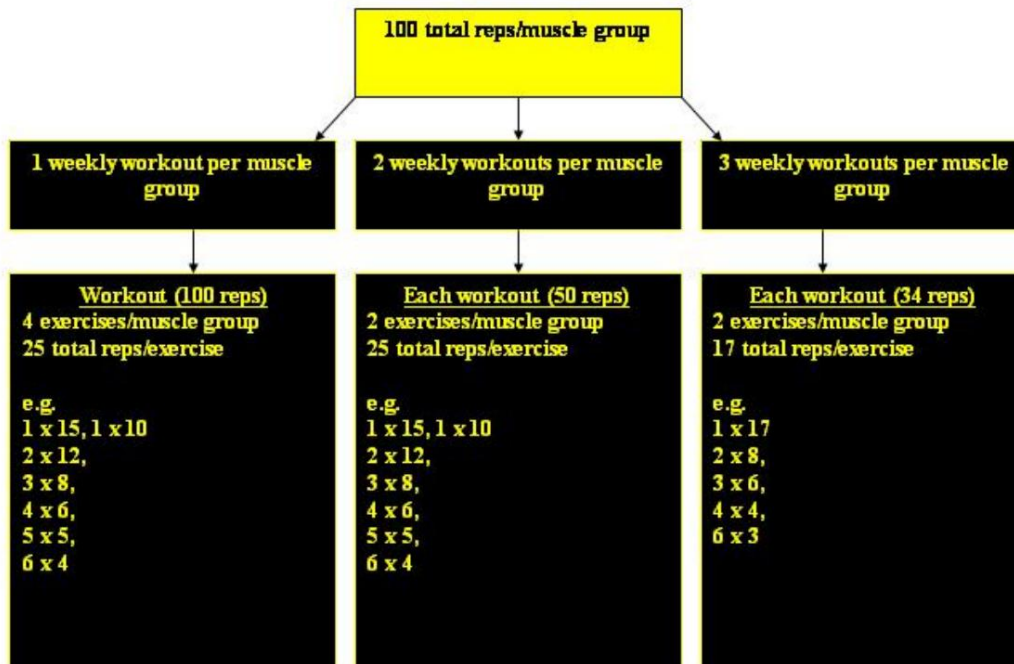 100 total reps/muscle group
1 weekly workout per muscle
group
2 weekly workouts per muscle
group
3 weekly workouts per muscle
group
Workout (100 reps)
4 exercises/muscle group
25 total reps/exercise
e.g.
1 x 15, 1 x 10
2 x 12,
3 x 8,
4 x 6,
5 x 5,
6 x 4
Each workout (50 reps)
2 exercises/muscle group
25 total reps/exercise
e.g.
1 x 15, 1 x 10
2 x 12,
3 x 8,
4 x 6,
5 x 5,
6 x 4
Each workout (34 reps)
2 exercises/muscle group
17 total reps/exercise
e.g.
1 x 17
2 x 8,
3 x 6,
4 x 4,
6 x 3